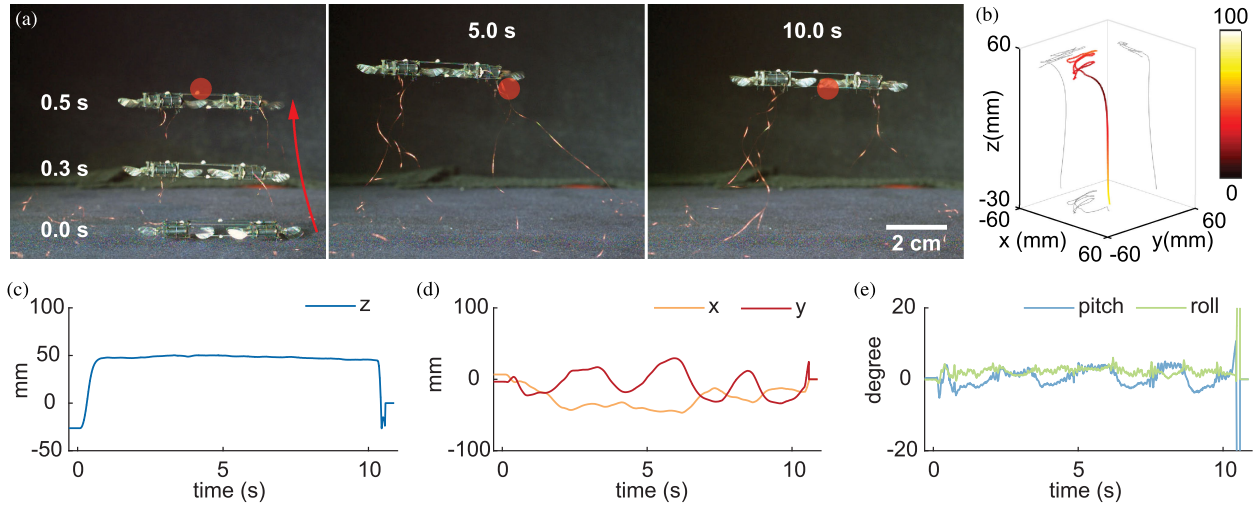 (a)
5.0 s
10.0 s
0.5 s
0.3 s
0.0 s
2 cm
(b)
100
0
60
z(mm)
-30
-60
x (mm)
60
-60
y(mm)
60
(c)
z
100
50
0
-50
mm
0
5
10
time (s)
(d)
x
y
100
0
-100
mm
0
5
10
time (s)
(e)
pitch
roll
20
0
-20
degree
0
5
10
time (s)